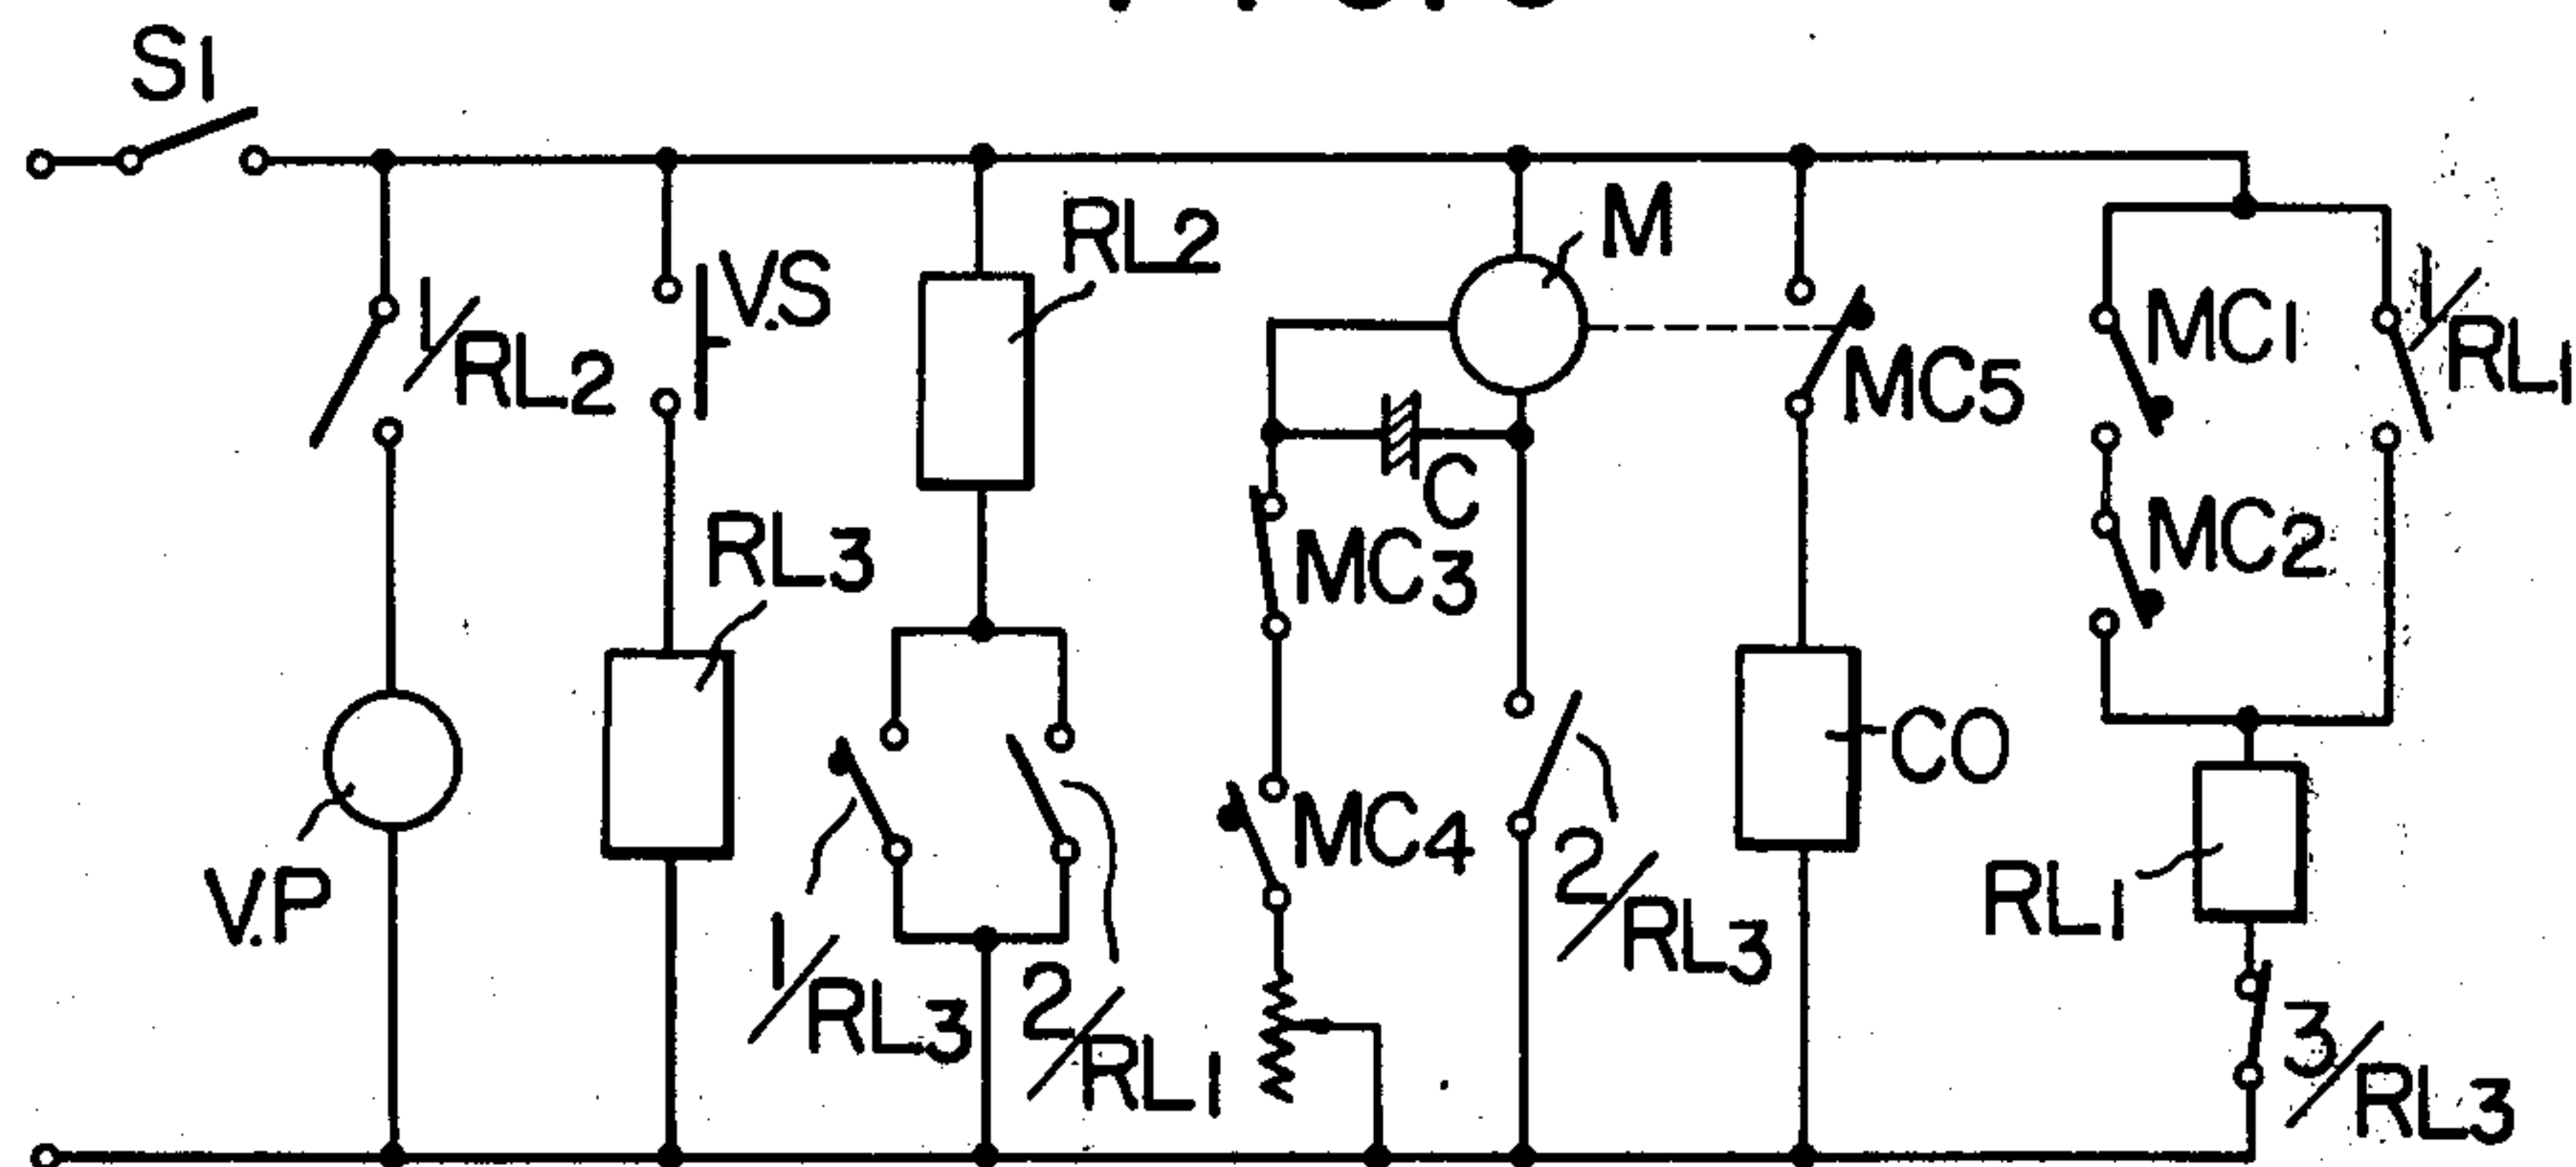 S1
1/RL2
V.S
RL2
M
MC5
MC1
1/RL1
C
MC3
MC2
RL3
V.P
MC4
CO
1/RL3
2/RL1
2/RL3
RL1
3/RL3